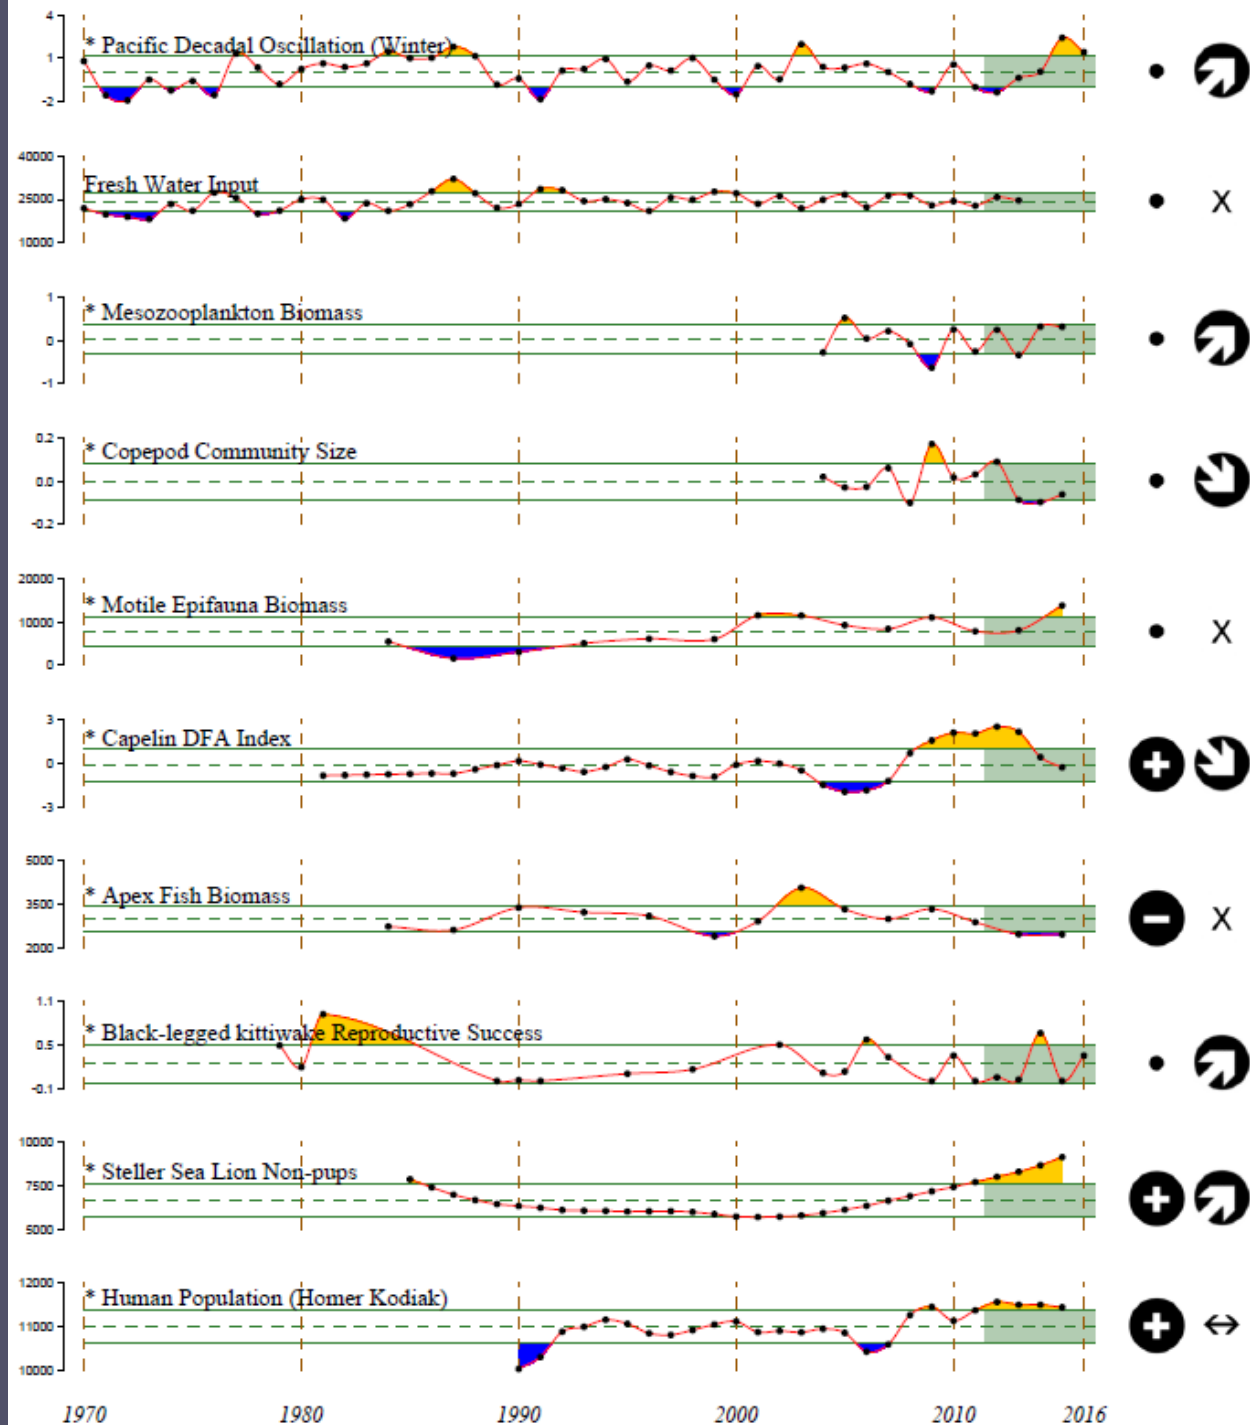 4
* Pacific Decadal Oscillation (Winter)
1
-2
40000
Fresh Water Input
25000
X
10000
1
* Mesozooplankton Biomass
0
-1
0.2
* Copepod Community Size
0.0
-0.2
20000
* Motile Epifauna Biomass
10000
X
0
3
* Capelin DFA Index
0
-3
5000
* Apex Fish Biomass
3500
X
2000
1.1
* Black-legged kittiwake Reproductive Success
0.5
-0.1
10000
* Steller Sea Lion Non-pups
7500
5000
12000
* Human Population (Homer Kodiak)
11000
10000
1970 1980 1990 2000 2010 2016